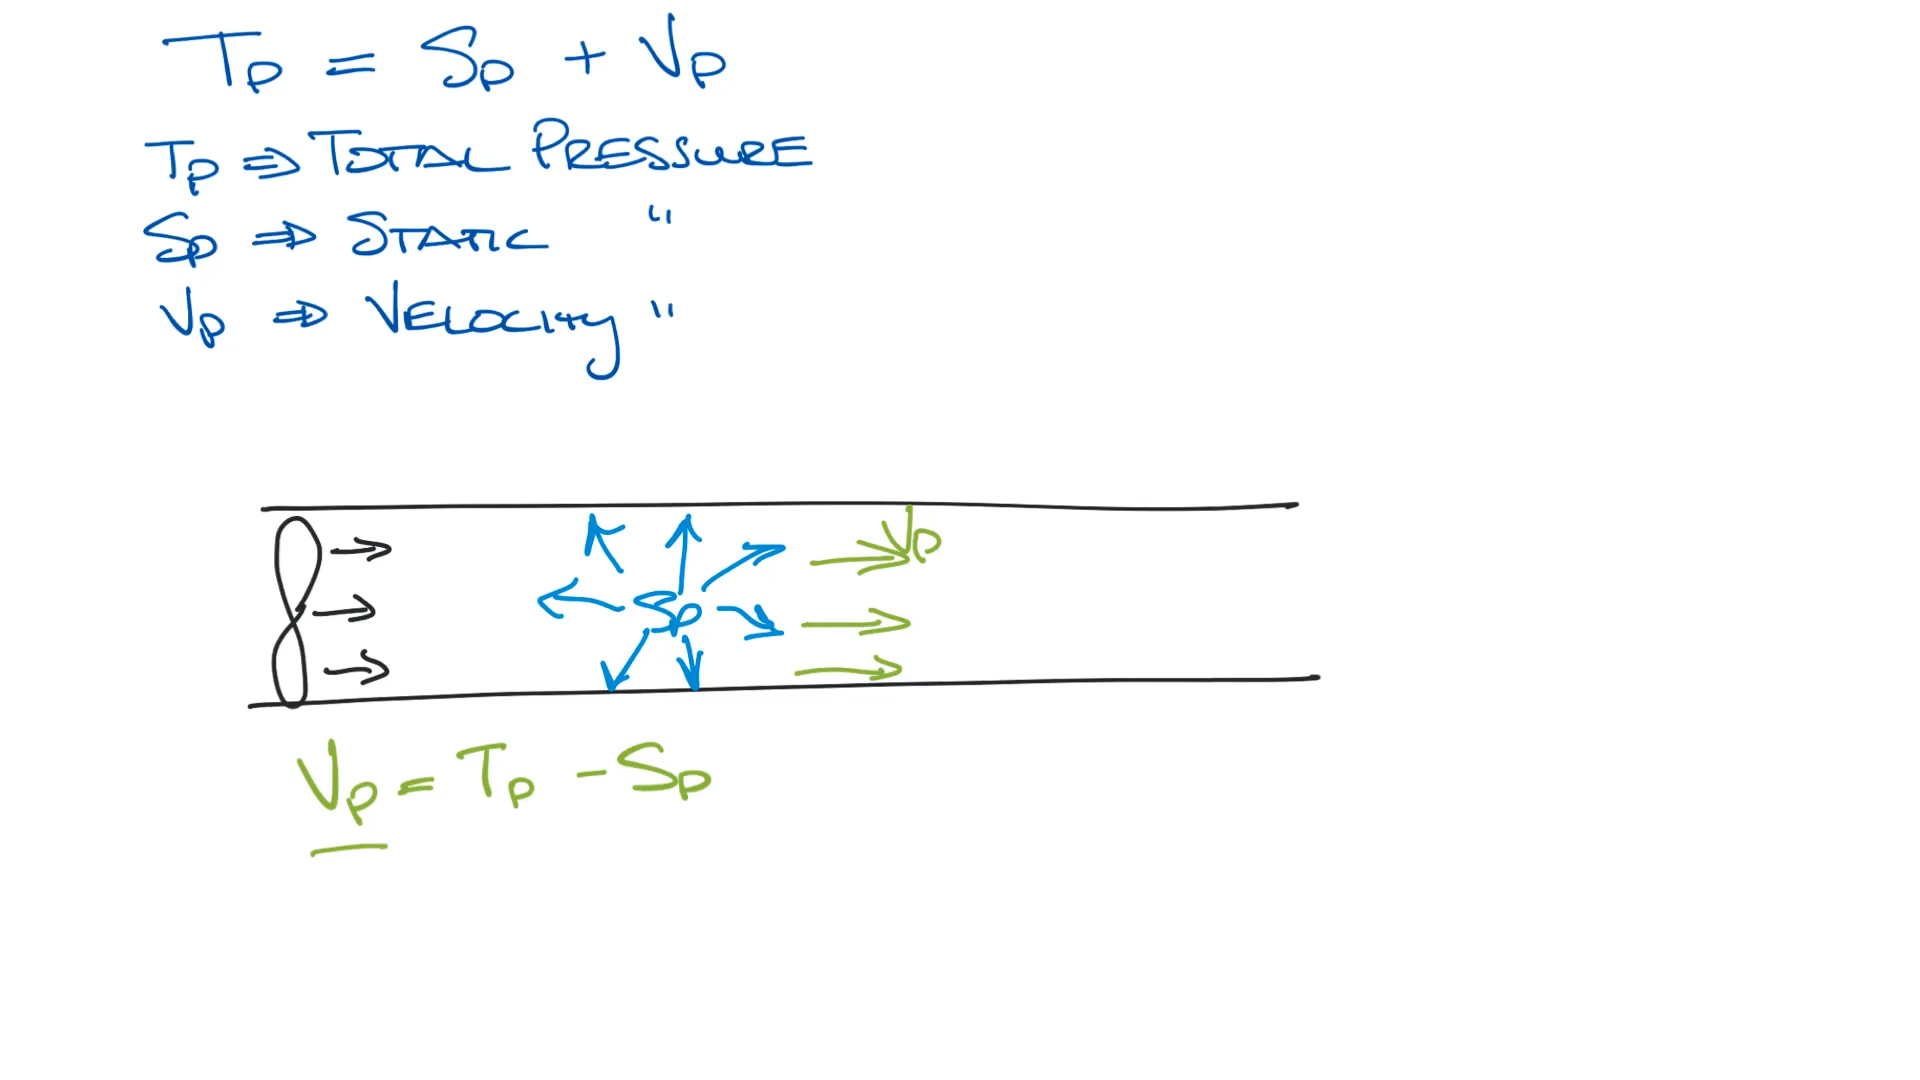 Tp = Sp + Vp
Tp ⇒ TOTAL PRESSURE
Sp ⇒ STATIC "
Vp ⇒ VELOCITY "
Vp
Sp
Vp = Tp - Sp